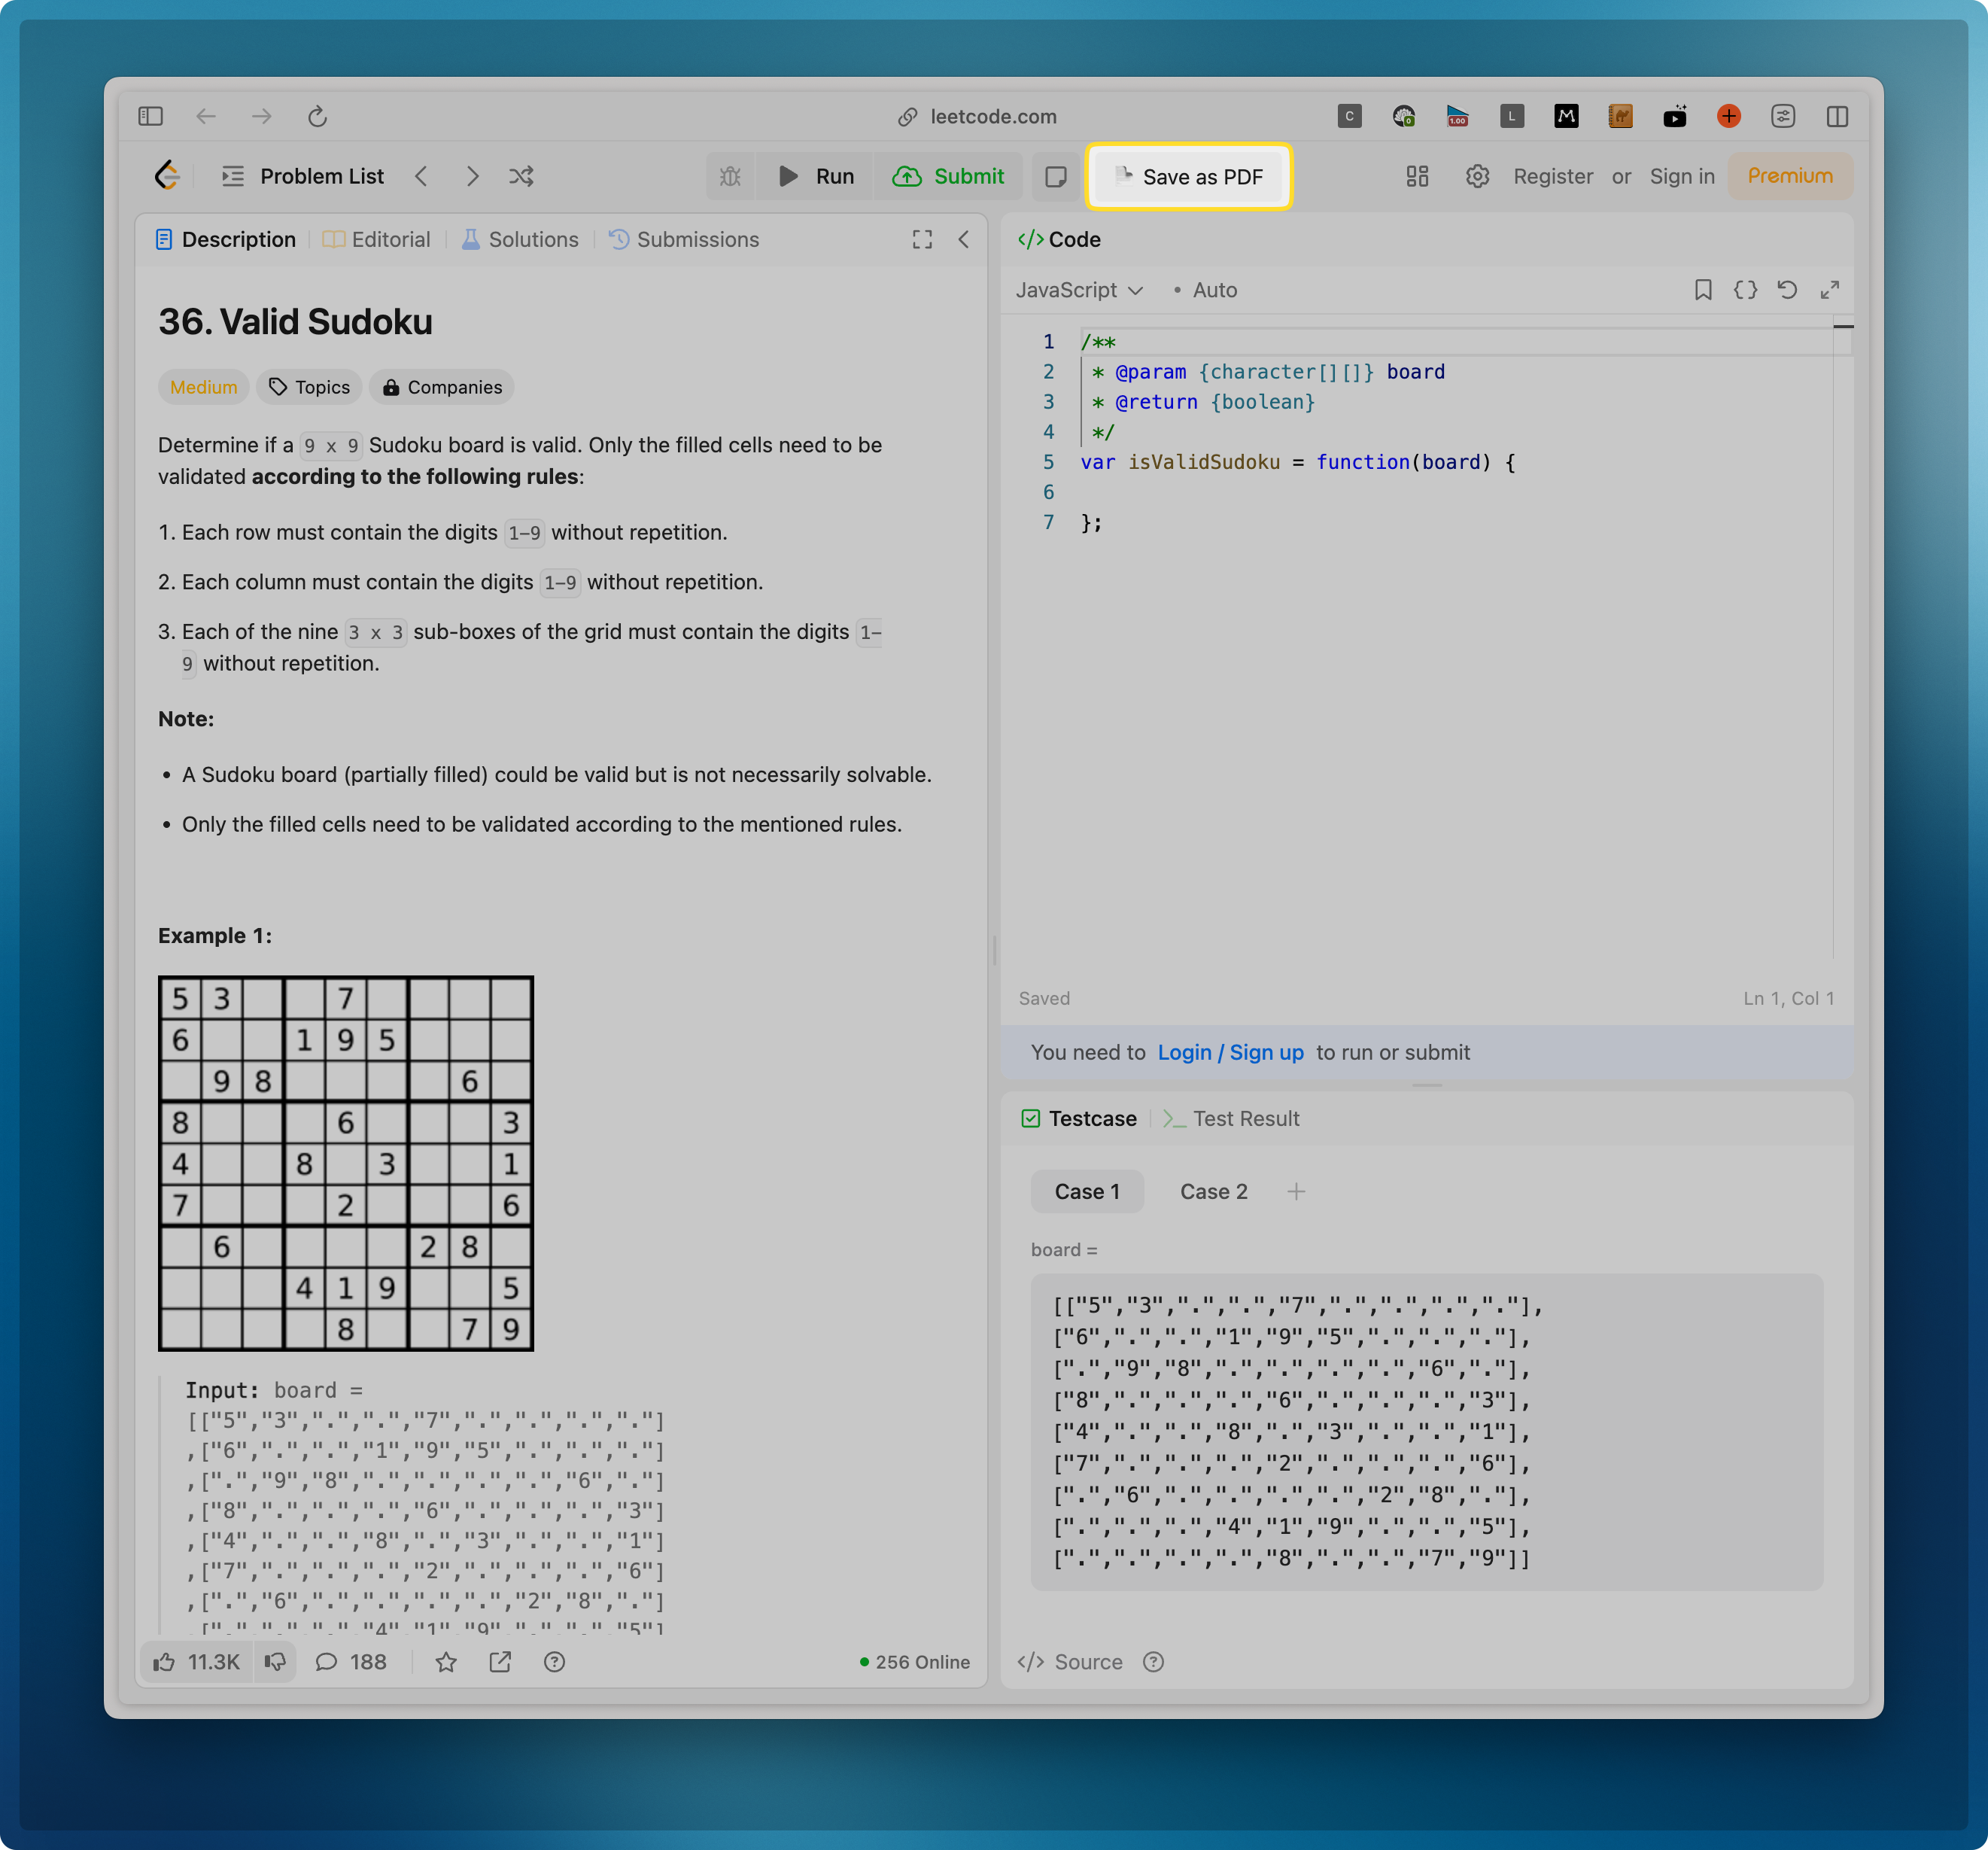 leetcode.com
C
0
1.00
L
M
Problem List
Run
Submit
Save as PDF
Register or Sign in
Premium
Description
Editorial
Solutions
Submissions
36. Valid Sudoku
Medium
Topics
Companies
Determine if a 9 x 9 Sudoku board is valid. Only the filled cells need to be
validated according to the following rules:
1. Each row must contain the digits 1-9 without repetition.
2. Each column must contain the digits 1-9 without repetition.
3. Each of the nine 3 x 3 sub-boxes of the grid must contain the digits 1-
9 without repetition.
Note:
• A Sudoku board (partially filled) could be valid but is not necessarily solvable.
• Only the filled cells need to be validated according to the mentioned rules.
Example 1:
5 3 7
6 1 9 5
9 8 6
8 6 3
4 8 3 1
7 2 6
6 2 8
4 1 9 5
8 7 9
Input: board =
[["5","3",".",".","7",".",".",".","."]
,["6",".",".","1","9","5",".",".","."]
,[".","9","8",".",".",".",".","6","."]
,["8",".",".",".","6",".",".",".","3"]
,["4",".",".","8",".","3",".",".","1"]
,["7",".",".",".","2",".",".",".","6"]
,[".","6",".",".",".",".","2","8","."]
,[".",".",".","4","1","9",".",".","5"]
11.3K
188
256 Online
</> Code
JavaScript
• Auto
1 /**
2 * @param {character[][]} board
3 * @return {boolean}
4 */
5 var isValidSudoku = function(board) {
6
7 };
Saved
Ln 1, Col 1
You need to Login / Sign up to run or submit
Testcase
>_ Test Result
Case 1
Case 2
+
board =
[["5","3",".",".","7",".",".",".","."],
["6",".",".","1","9","5",".",".","."],
[".","9","8",".",".",".",".","6","."],
["8",".",".",".","6",".",".",".","3"],
["4",".",".","8",".","3",".",".","1"],
["7",".",".",".","2",".",".",".","6"],
[".","6",".",".",".",".","2","8","."],
[".",".",".","4","1","9",".",".","5"],
[".",".",".",".","8",".",".","7","9"]]
</> Source